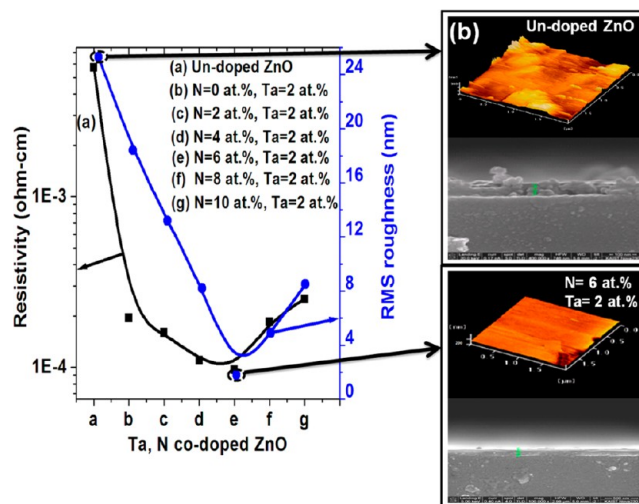 (a) Un-doped ZnO
(b) N=0 at.%, Ta=2 at.%
(c) N=2 at.%, Ta=2 at.%
(d) N=4 at.%, Ta=2 at.%
(e) N=6 at.%, Ta=2 at.%
(f) N=8 at.%, Ta=2 at.%
(g) N=10 at.%, Ta=2 at.%
(a)
Resistivity (ohm-cm)
1E-3
1E-4
a b c d e f g
Ta, N co-doped ZnO
24
20
16
12
8
4
0
RMS roughness (nm)
(b)
Un-doped ZnO
N= 6 at.%
Ta= 2 at.%